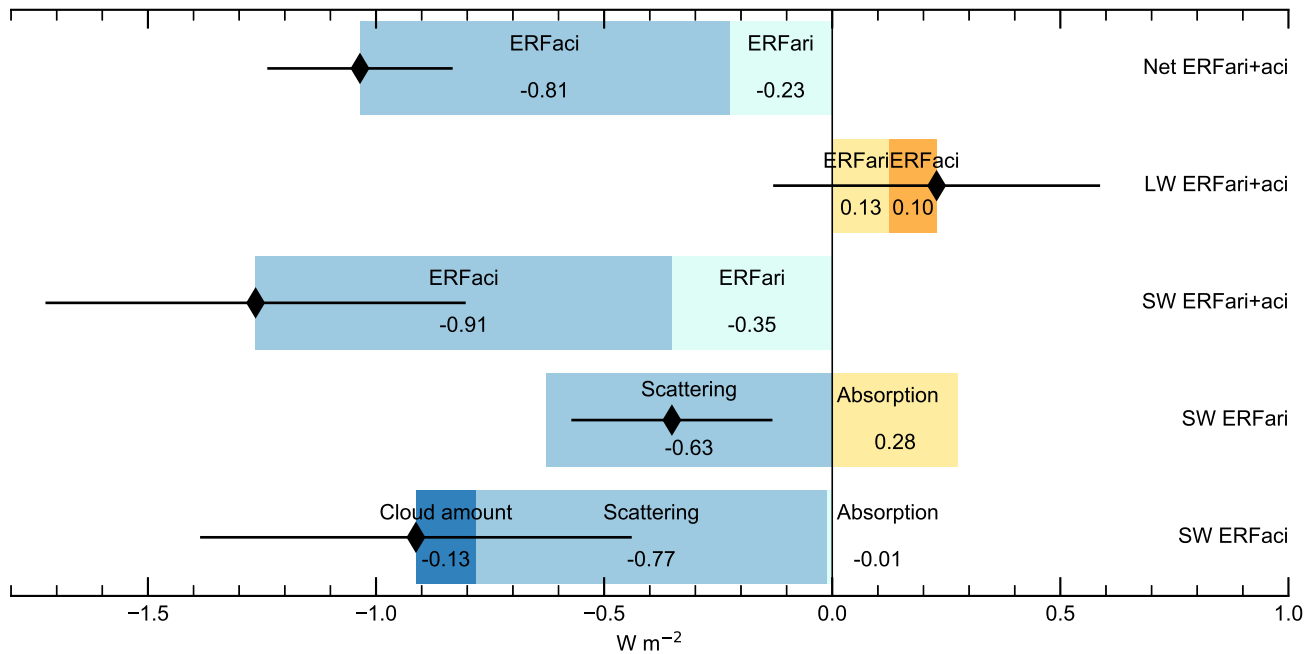 ERFaci ERFari
Net ERFari+aci
-0.81 -0.23
ERFari ERFaci
LW ERFari+aci
0.13 0.10
ERFaci ERFari
SW ERFari+aci
-0.91 -0.35
Scattering Absorption
SW ERFari
-0.63 0.28
Cloud amount Scattering Absorption
SW ERFaci
-0.13 -0.77 -0.01
−1.5 −1.0 −0.5 0.0 0.5 1.0
W m⁻²